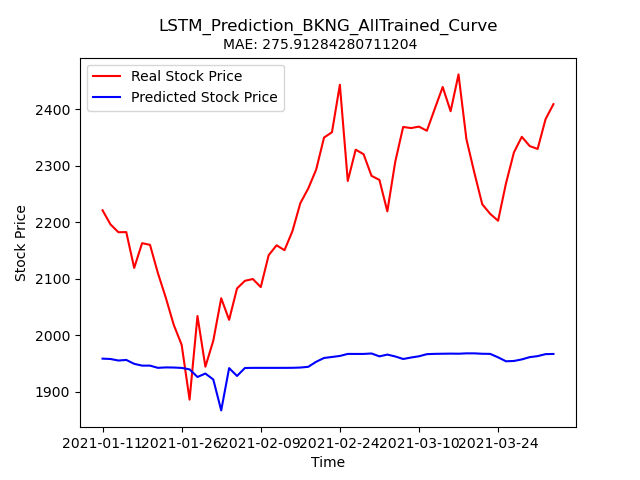 LSTM_Prediction_BKNG_AllTrained_Curve
MAE: 275.91284280711204
Real Stock Price
Predicted Stock Price
Stock Price
2400
2300
2200
2100
2000
1900
2021-01-11 2021-01-26 2021-02-09 2021-02-24 2021-03-10 2021-03-24
Time